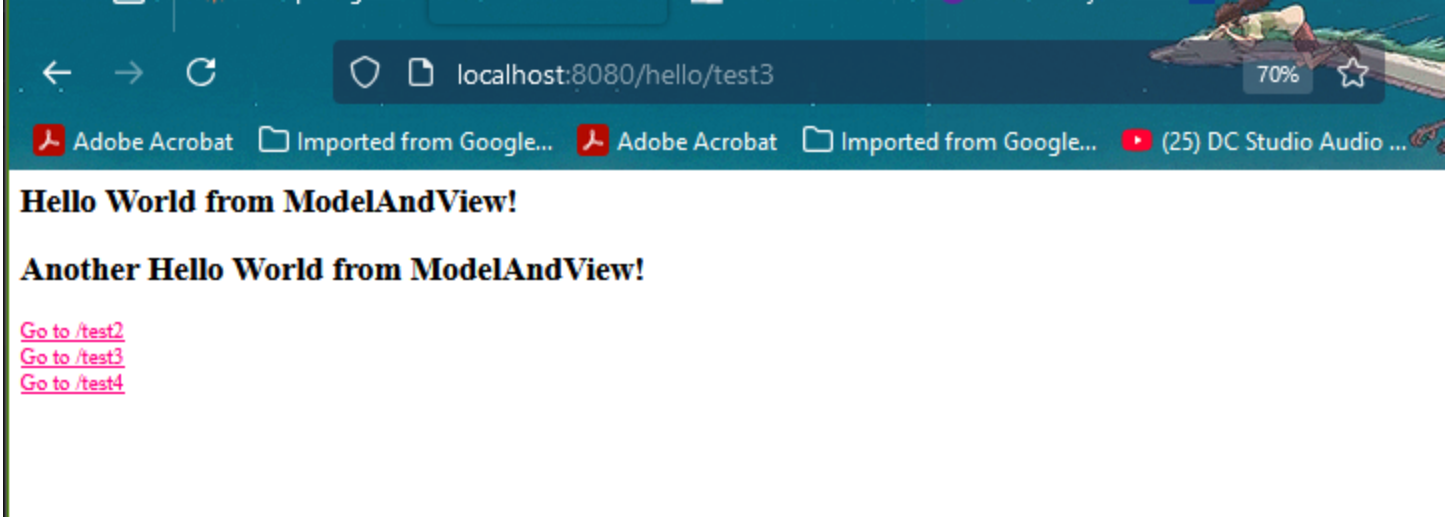 localhost:8080/hello/test3
70%
Adobe Acrobat Imported from Google... Adobe Acrobat Imported from Google... (25) DC Studio Audio ...
Hello World from ModelAndView!
Another Hello World from ModelAndView!
Go to /test2
Go to /test3
Go to /test4